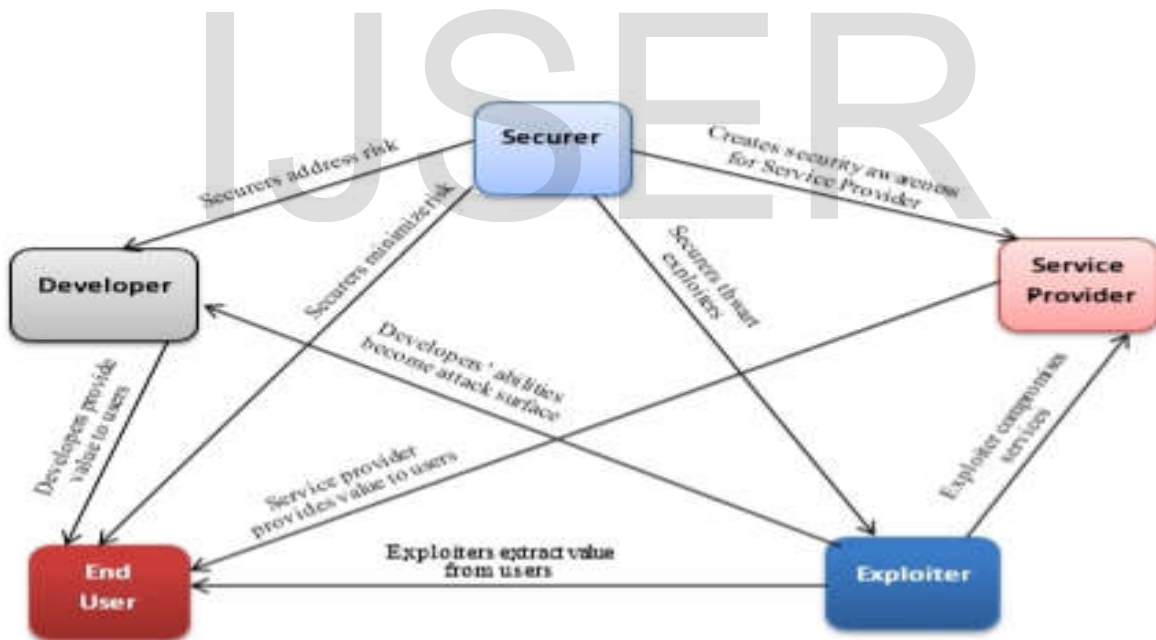 IJSER
Securer
Securers address risk
Creates security awareness
for Service Provider
Securers minimize risk
Securers thwart
exploiters
Developer
Service
Provider
Developers' abilities
become attack surface
Developers provide
value to users
Service provider
provides value to users
Exploiter compromises
services
Exploiters extract value
from users
End
User
Exploiter